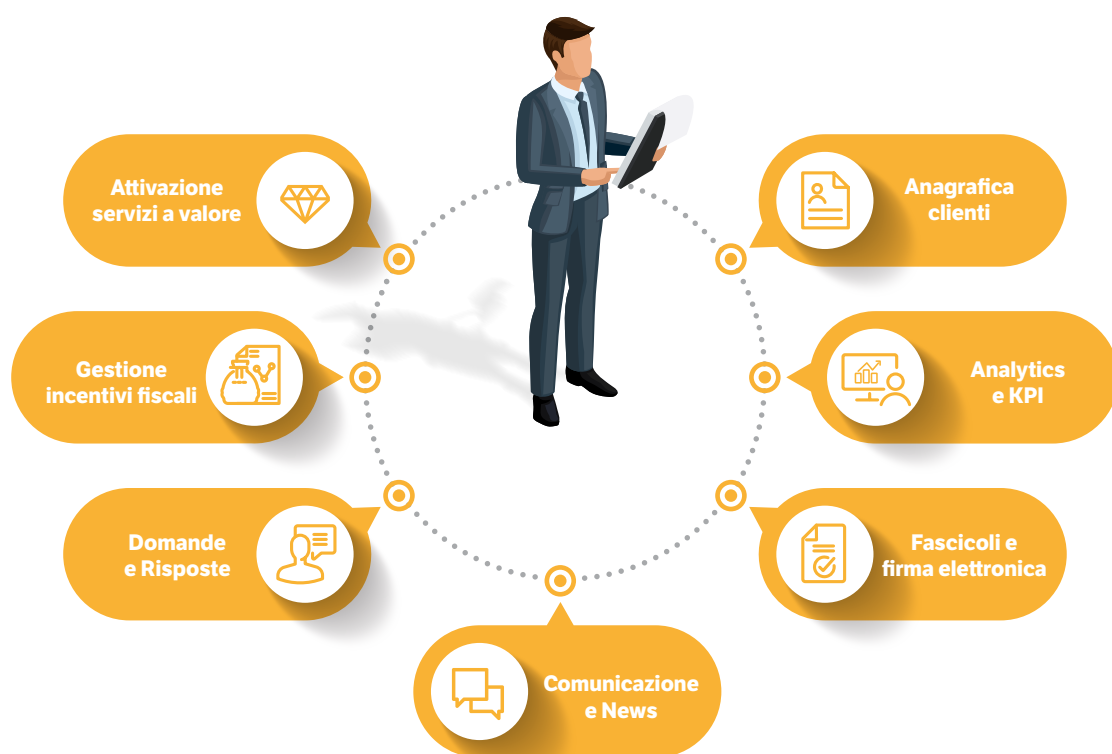 Attivazione
servizi a valore
Anagrafica
clienti
Gestione
incentivi fiscali
Analytics
e KPI
Domande
e Risposte
Fascicoli e
firma elettronica
Comunicazione
e News